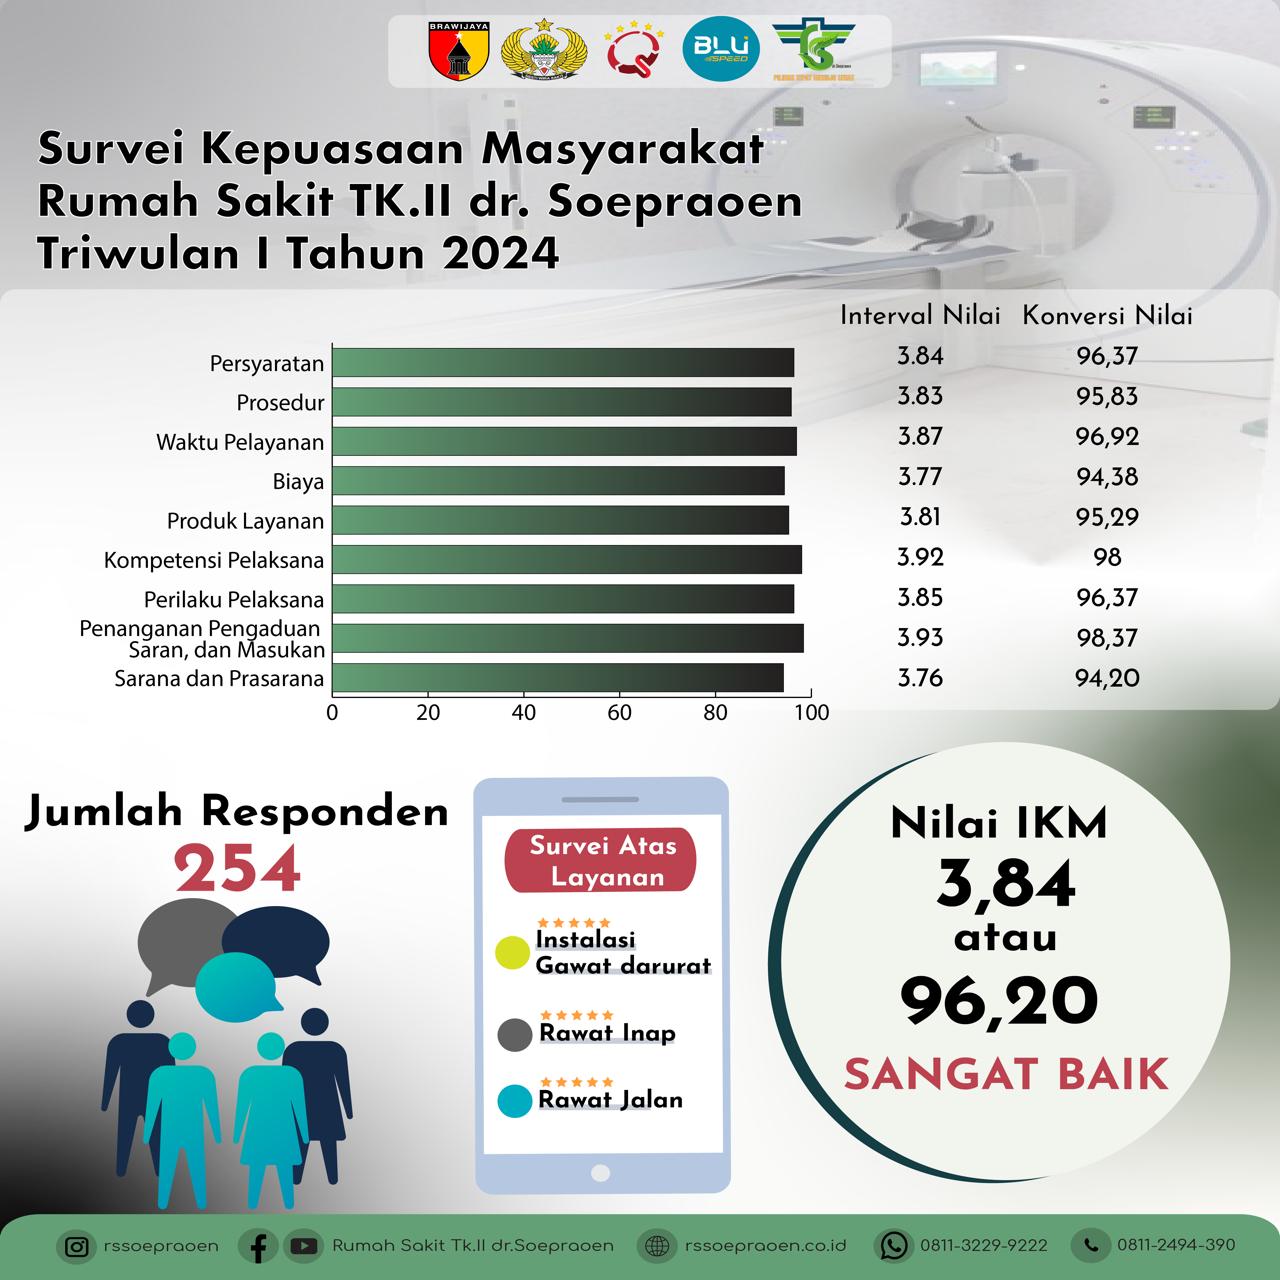 BRAWIJAYA
BLU
SPEED
Survei Kepuasaan Masyarakat
Rumah Sakit TK.II dr. Soepraoen
Triwulan I Tahun 2024
Interval Nilai Konversi Nilai
Persyaratan 3.84 96,37
Prosedur 3.83 95,83
Waktu Pelayanan 3.87 96,92
Biaya 3.77 94,38
Produk Layanan 3.81 95,29
Kompetensi Pelaksana 3.92 98
Perilaku Pelaksana 3.85 96,37
Penanganan Pengaduan
Saran, dan Masukan 3.93 98,37
Sarana dan Prasarana 3.76 94,20
0 20 40 60 80 100
Jumlah Responden
254
Survei Atas
Layanan
Instalasi
Gawat darurat
Rawat Inap
Rawat Jalan
Nilai IKM
3,84
atau
96,20
SANGAT BAIK
rssoepraoen Rumah Sakit Tk.II dr.Soepraoen rssoepraoen.co.id 0811-3229-9222 0811-2494-390